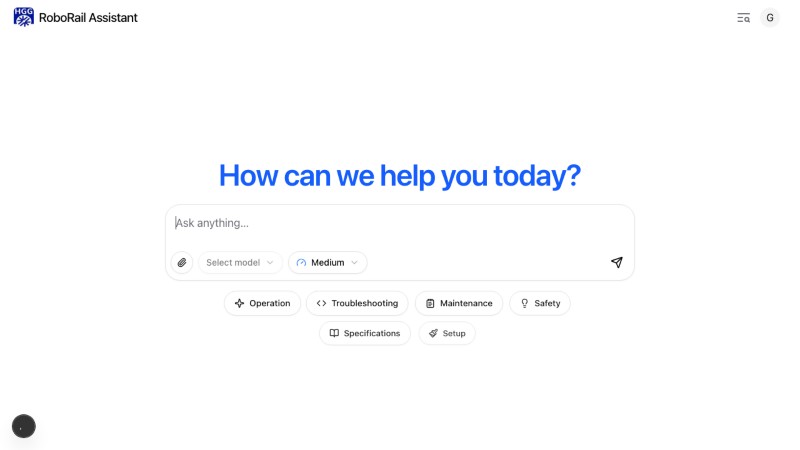 HGG
RoboRail Assistant
G
How can we help you today?
Ask anything...
Select model
Medium
Operation
Troubleshooting
Maintenance
Safety
Specifications
Setup